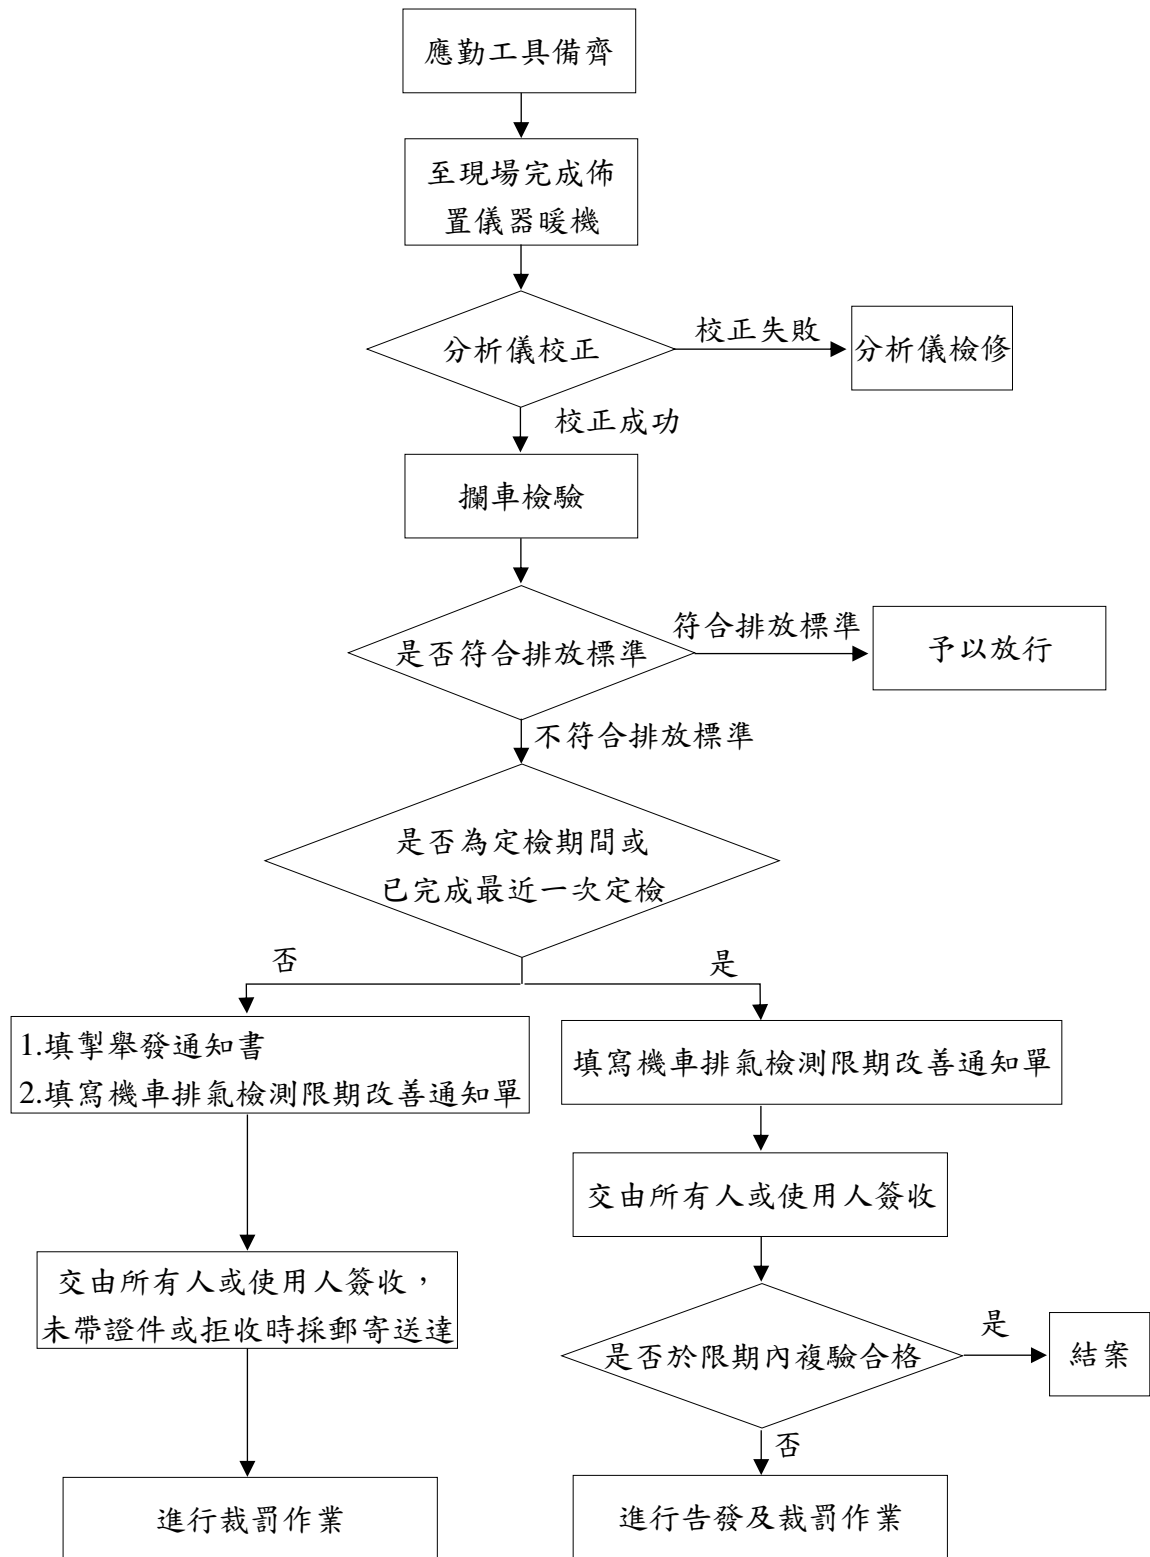 應勤工具備齊
至現場完成佈
置儀器暖機
分析儀校正
校正失敗
分析儀檢修
校正成功
攔車檢驗
是否符合排放標準
符合排放標準
予以放行
不符合排放標準
是否為定檢期間或
已完成最近一次定檢
否
是
1.填掣舉發通知書
2.填寫機車排氣檢測限期改善通知單
填寫機車排氣檢測限期改善通知單
交由所有人或使用人簽收
交由所有人或使用人簽收，
未帶證件或拒收時採郵寄送達
是否於限期內複驗合格
是
結案
否
進行裁罰作業
進行告發及裁罰作業